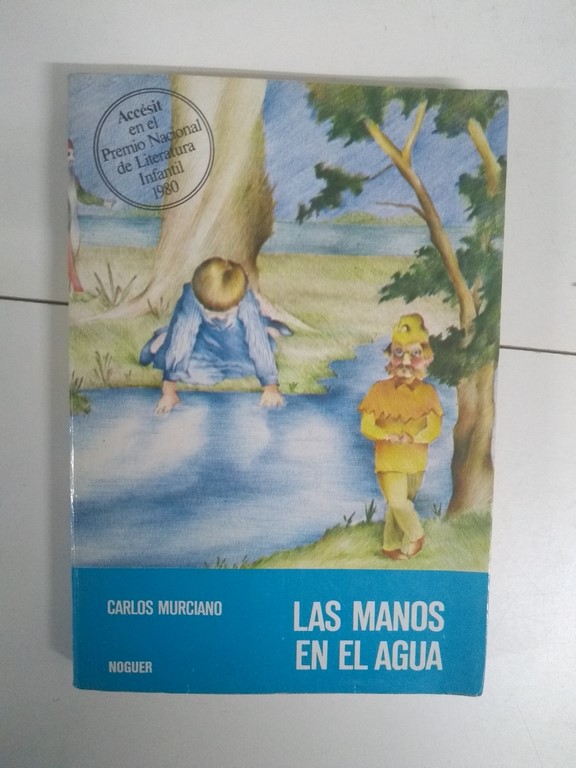 Accésit
en el
Premio Nacional
de Literatura
Infantil
1980
CARLOS MURCIANO
LAS MANOS
EN EL AGUA
NOGUER